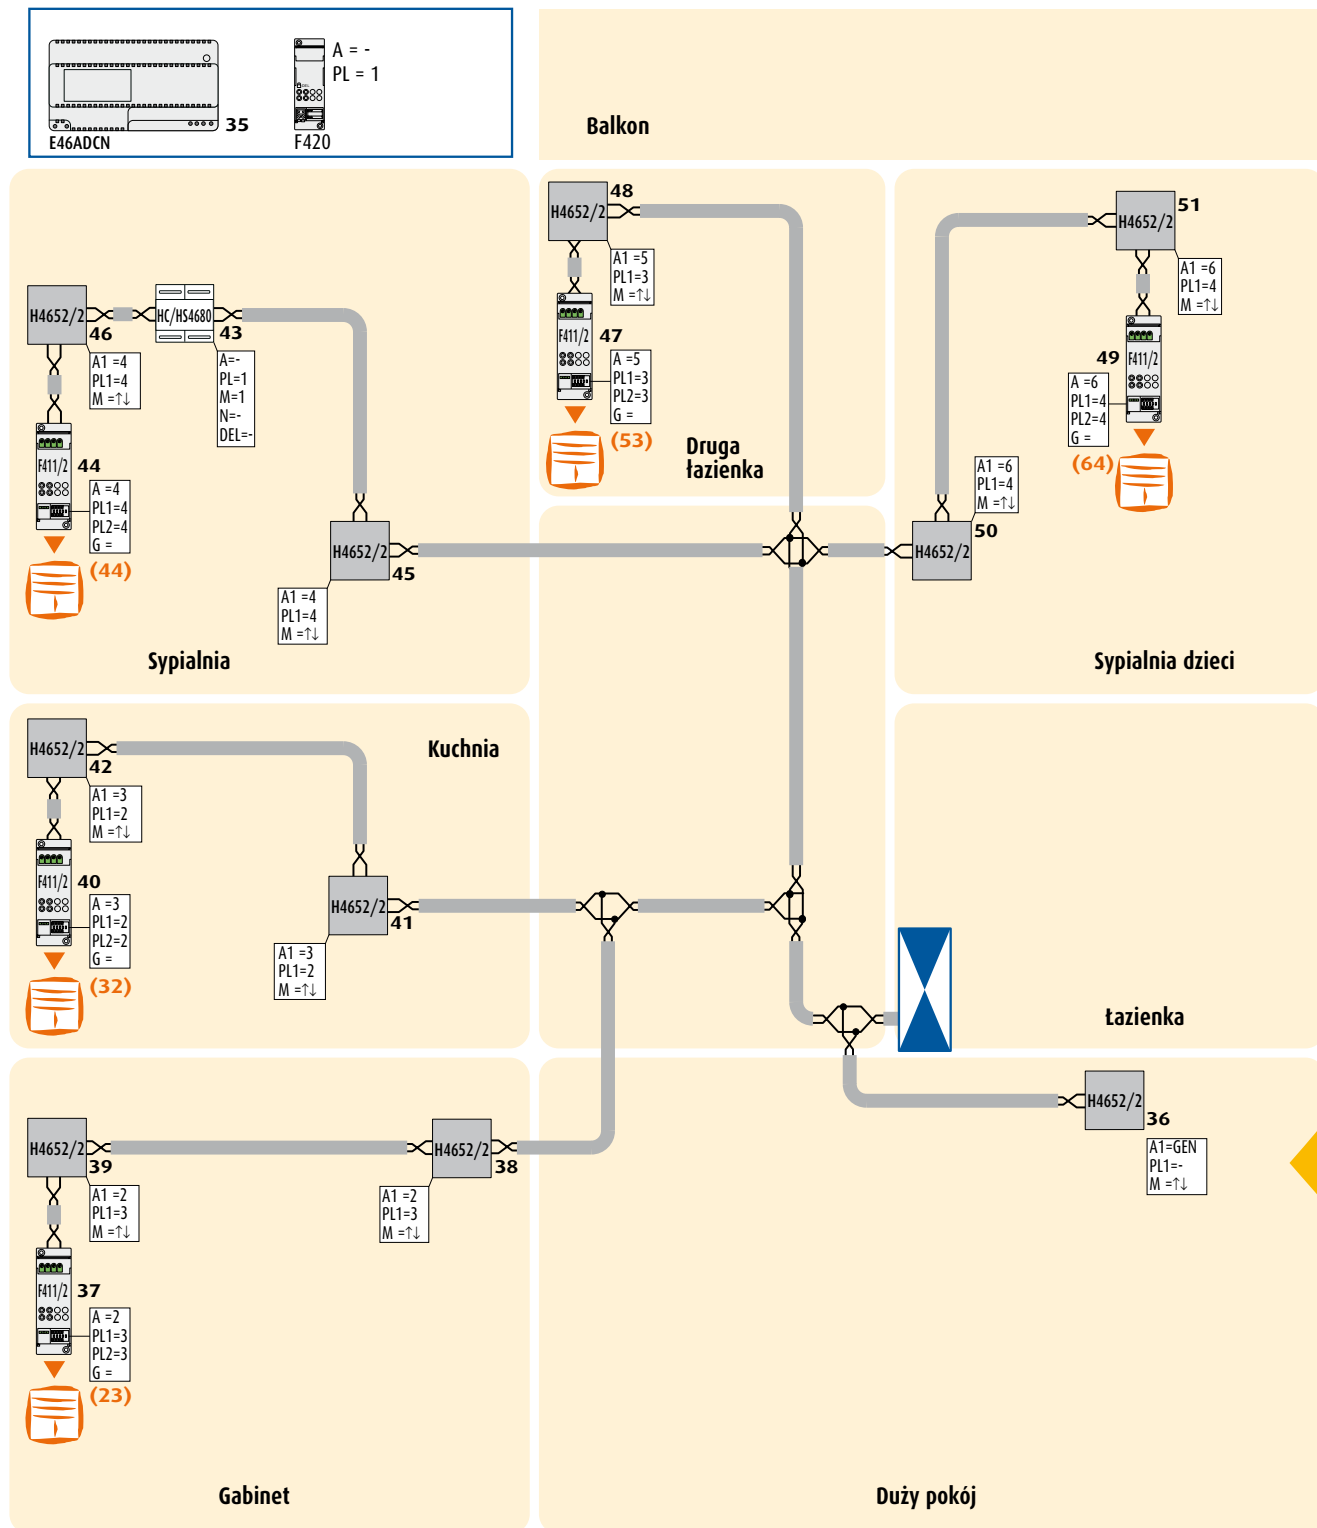 A = -
PL = 1
35
E46ADCN
F420
Balkon
H4652/2
48
A1 =5
PL1=3
M =↑↓
F411/2
47
A =5
PL1=3
PL2=3
G =
(53)
Druga
łazienka
51
H4652/2
A1 =6
PL1=4
M =↑↓
49
F411/2
A =6
PL1=4
PL2=4
G =
(64)
A1 =6
PL1=4
M =↑↓
50
H4652/2
Sypialnia dzieci
H4652/2
46
A1 =4
PL1=4
M =↑↓
HC/HS4680
43
A=-
PL=1
M=1
N=-
DEL=-
F411/2
44
A =4
PL1=4
PL2=4
G =
(44)
H4652/2
45
A1 =4
PL1=4
M =↑↓
Sypialnia
H4652/2
42
A1 =3
PL1=2
M =↑↓
Kuchnia
F411/2
40
A =3
PL1=2
PL2=2
G =
(32)
H4652/2
41
A1 =3
PL1=2
M =↑↓
Łazienka
H4652/2
36
A1=GEN
PL1=-
M =↑↓
H4652/2
39
A1 =2
PL1=3
M =↑↓
H4652/2
38
A1 =2
PL1=3
M =↑↓
F411/2
37
A =2
PL1=3
PL2=3
G =
(23)
Gabinet
Duży pokój